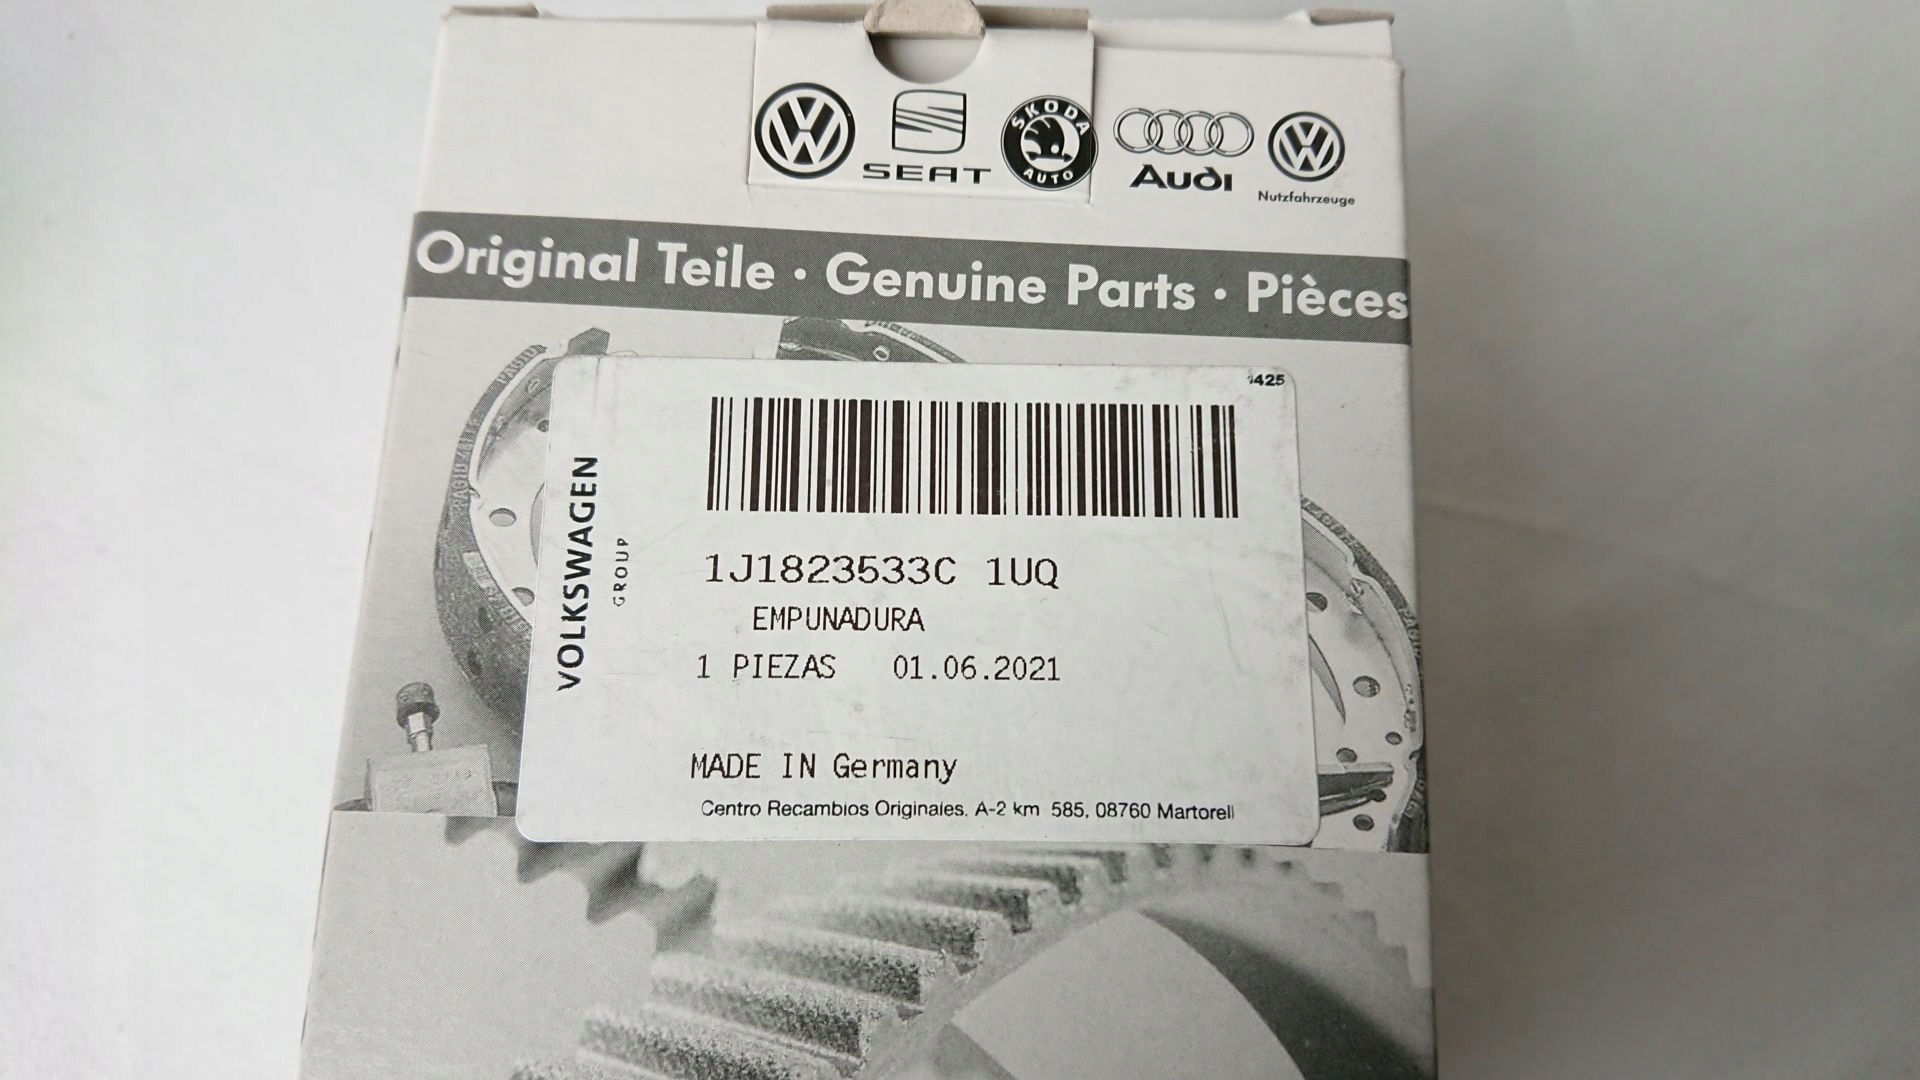 SEAT
SKODA
AUTO
Audi
Nutzfahrzeuge
Original Teile · Genuine Parts · Pièces
1425
VOLKSWAGEN
GROUP
1J1823533C 1UQ
EMPUNADURA
1 PIEZAS 01.06.2021
MADE IN Germany
Centro Recambios Originales. A-2 km 585, 08760 Martorell